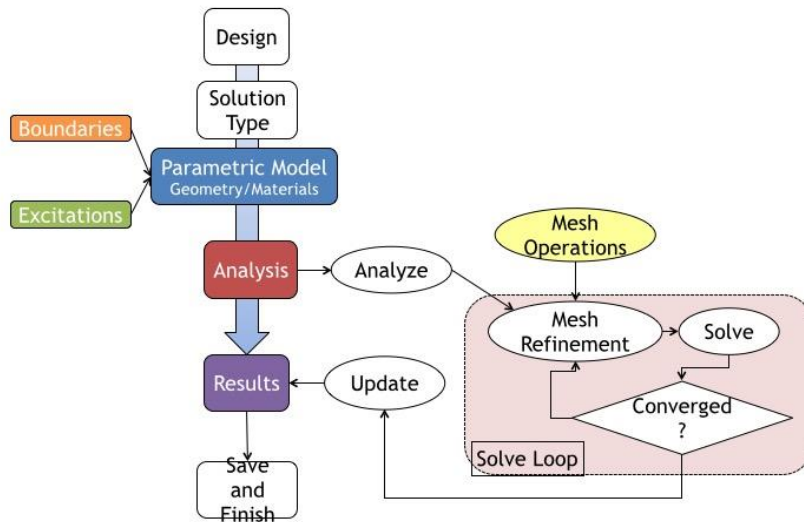 Design
Solution
Type
Boundaries
Parametric Model
Geometry/Materials
Excitations
Mesh
Operations
Analysis
Analyze
Mesh
Refinement
Solve
Results
Update
Converged
?
Solve Loop
Save
and
Finish